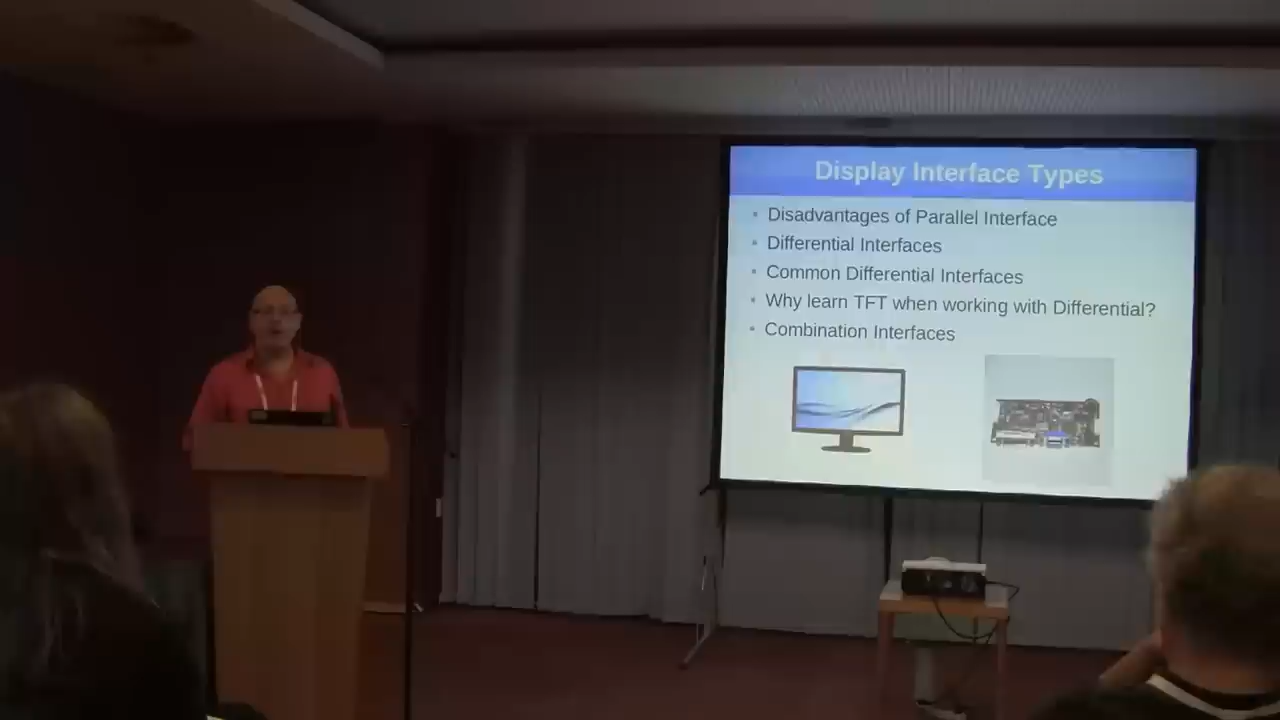 Display Interface Types
Disadvantages of Parallel Interface
Differential Interfaces
Common Differential Interfaces
Why learn TFT when working with Differential?
Combination Interfaces